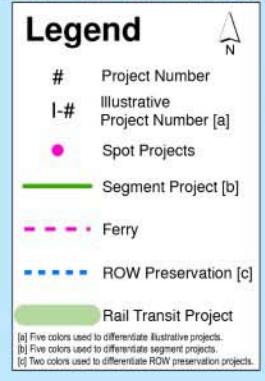 Legend
N
# Project Number
I-# Illustrative
Project Number [a]
Spot Projects
Segment Project [b]
Ferry
ROW Preservation [c]
Rail Transit Project
[a] Five colors used to differentiate illustrative projects.
[b] Five colors used to differentiate segment projects.
[c] Two colors used to differentiate ROW preservation projects.